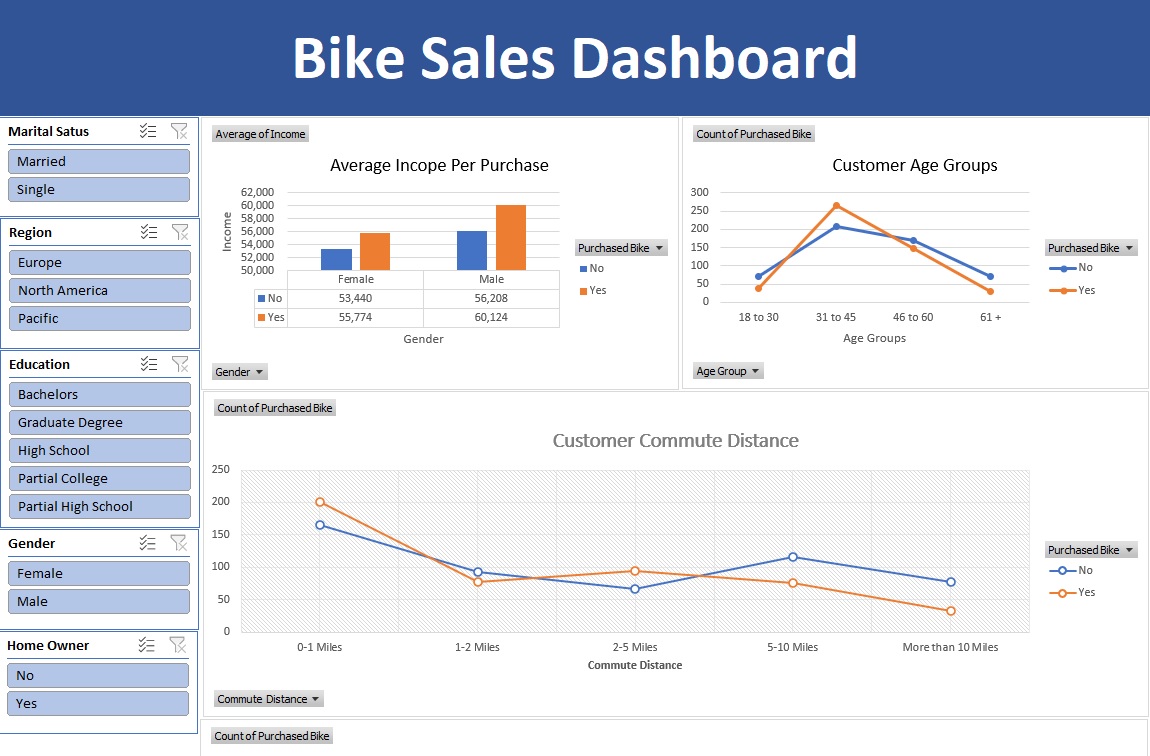 Bike Sales Dashboard
Marital Satus
Married
Single
Region
Europe
North America
Pacific
Education
Bachelors
Graduate Degree
High School
Partial College
Partial High School
Gender
Female
Male
Home Owner
No
Yes
Average of Income
Average Incope Per Purchase
62,000
60,000
58,000
56,000
54,000
52,000
50,000
Income
Female Male
No 53,440 56,208
Yes 55,774 60,124
Gender
Purchased Bike
No
Yes
Gender
Count of Purchased Bike
Customer Age Groups
300
250
200
150
100
50
0
18 to 30 31 to 45 46 to 60 61 +
Age Groups
Purchased Bike
No
Yes
Age Group
Count of Purchased Bike
Customer Commute Distance
250
200
150
100
50
0
0-1 Miles 1-2 Miles 2-5 Miles 5-10 Miles More than 10 Miles
Commute Distance
Purchased Bike
No
Yes
Commute Distance
Count of Purchased Bike